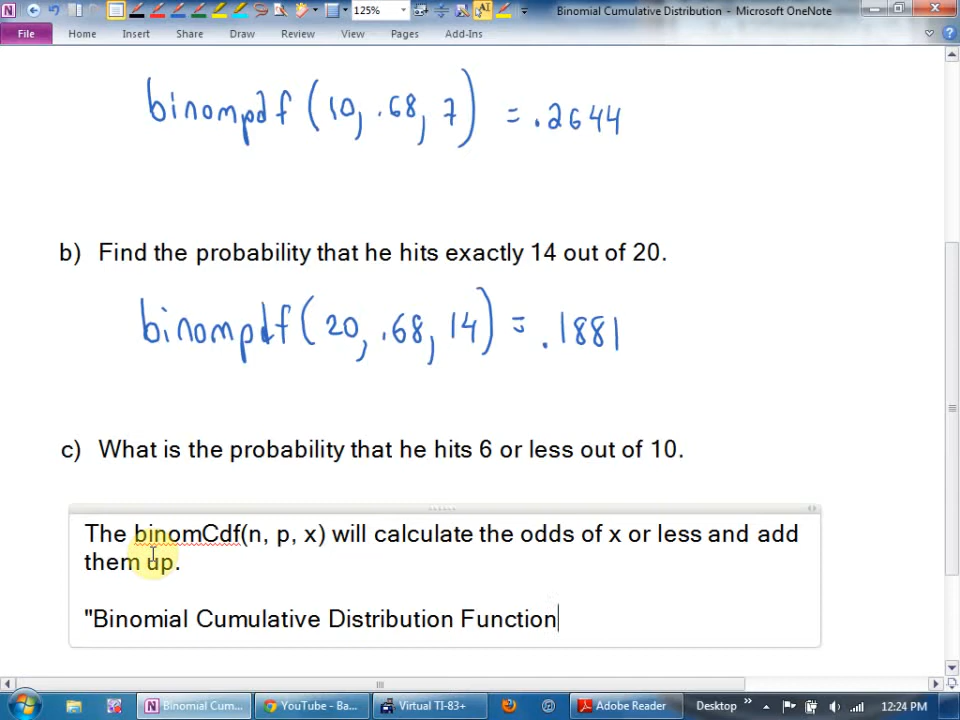 125%
Binomial Cumulative Distribution - Microsoft OneNote
File Home Insert Share Draw Review View Pages Add-Ins
binompdf (10, .68, 7) = .2644
b) Find the probability that he hits exactly 14 out of 20.
binompdf (20, .68, 14) = .1881
c) What is the probability that he hits 6 or less out of 10.
The binomCdf(n, p, x) will calculate the odds of x or less and add
them up.
"Binomial Cumulative Distribution Function
Binomial Cum... YouTube - Ba... Virtual TI-83+ Adobe Reader Desktop 12:24 PM